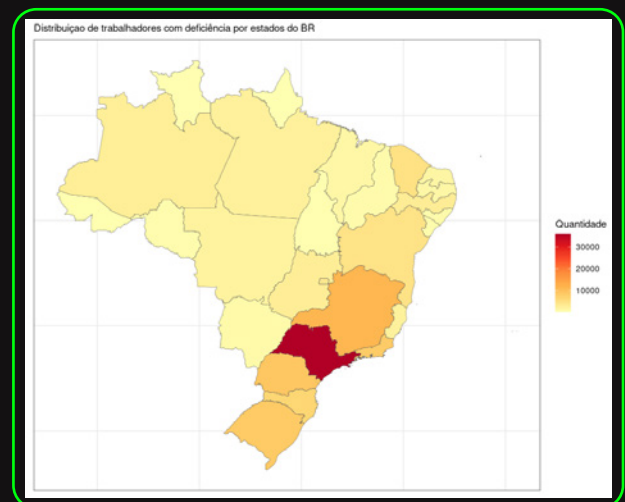 Distribuiçao de trabalhadores com deficiência por estados do BR
Quantidade
30000
20000
10000